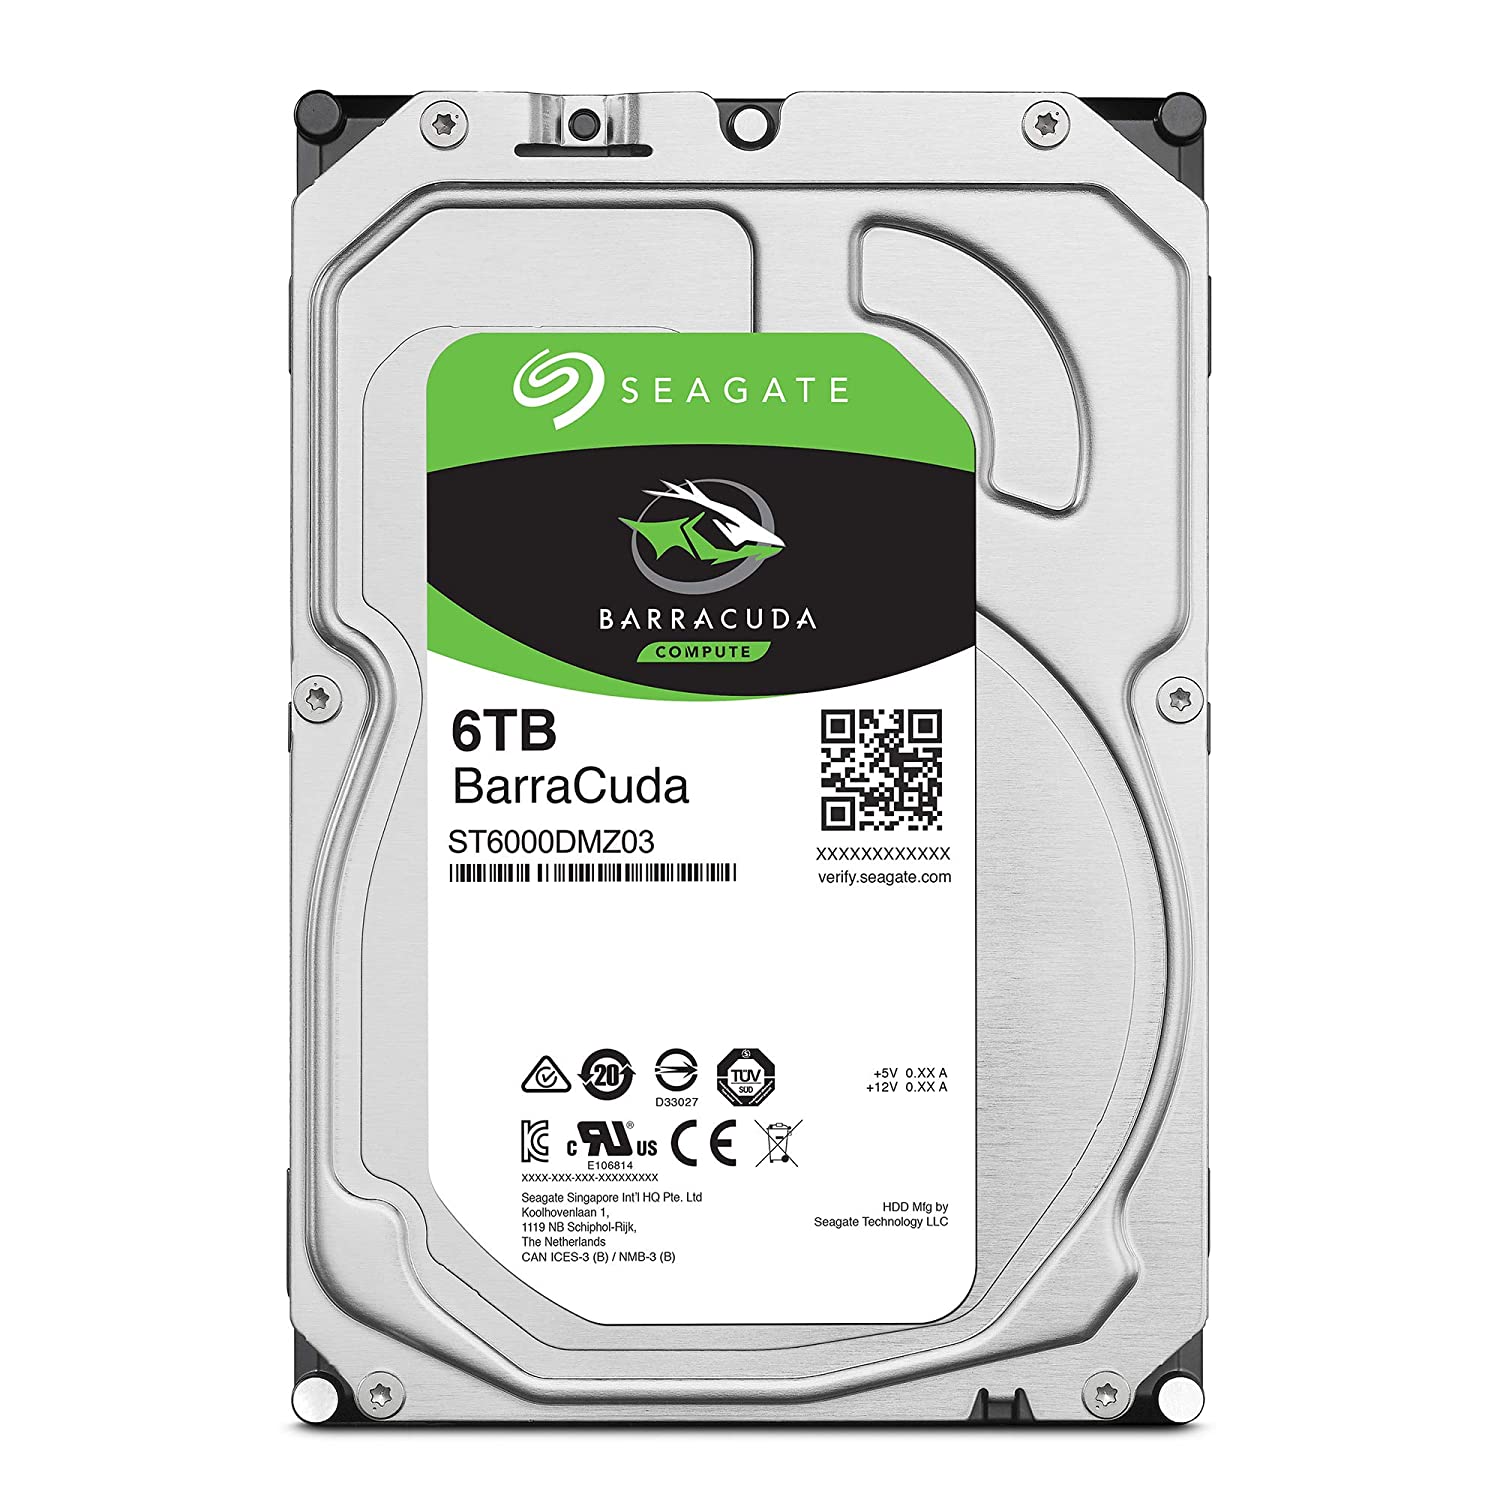 SEAGATE
BARRACUDA
COMPUTE
6TB
BarraCuda
ST6000DMZ03
XXXXXXXXXXXX
verify.seagate.com
20
D33027
TÜV
SÜD
+5V 0.XX A
+12V 0.XX A
c RU® US
E106814
CE
XXXX-XXX-XXX-XXXXXXXXX
Seagate Singapore Int'l HQ Pte. Ltd
Koolhovenlaan 1,
1119 NB Schiphol-Rijk,
The Netherlands
CAN ICES-3 (B) / NMB-3 (B)
HDD Mfg by
Seagate Technology LLC